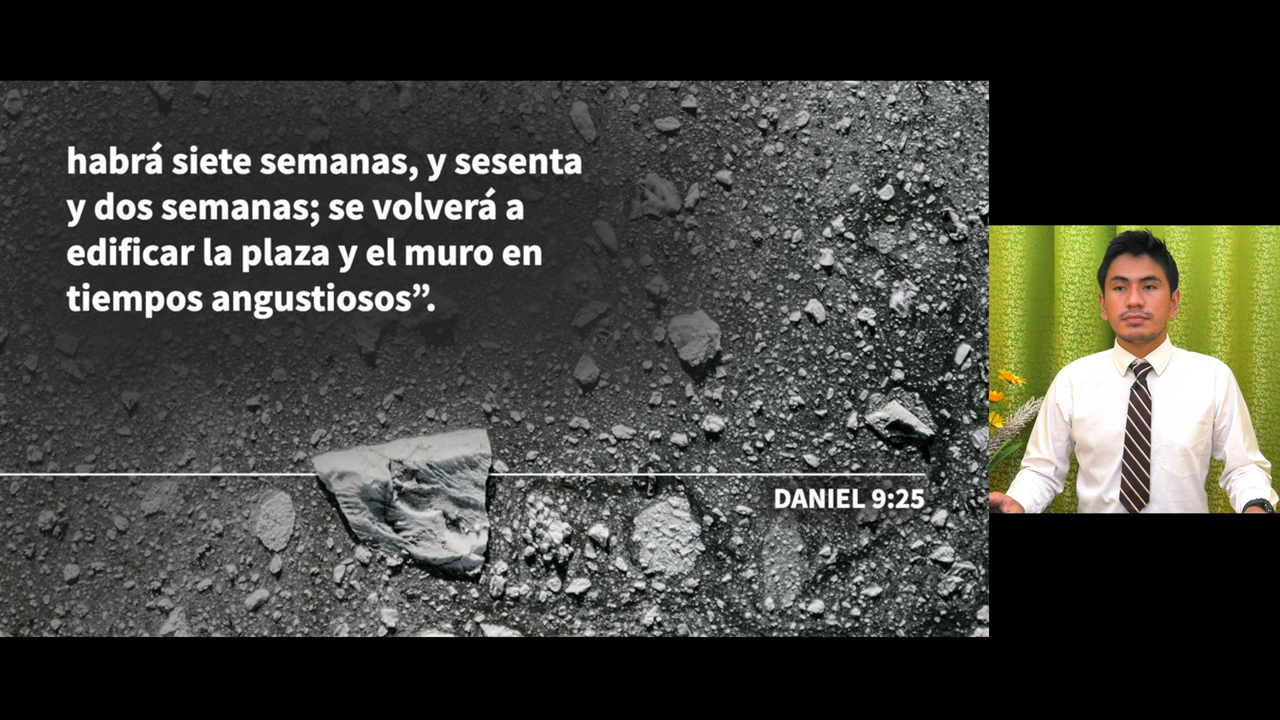 habrá siete semanas, y sesenta
y dos semanas; se volverá a
edificar la plaza y el muro en
tiempos angustiosos”.
DANIEL 9:25